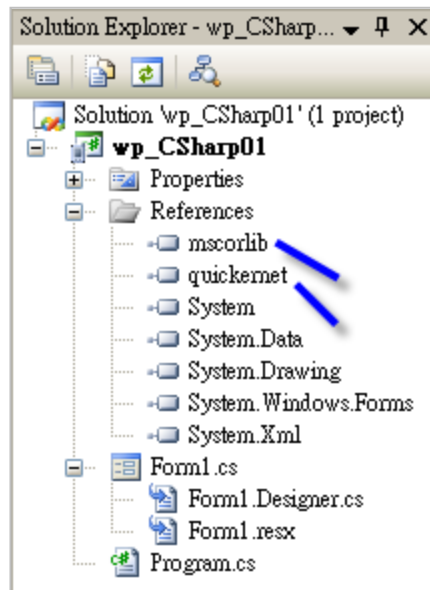 Solution Explorer - wp_CSharp...
Solution 'wp_CSharp01' (1 project)
wp_CSharp01
Properties
References
mscorlib
quickernet
System
System.Data
System.Drawing
System.Windows.Forms
System.Xml
Form1.cs
Form1.Designer.cs
Form1.resx
Program.cs